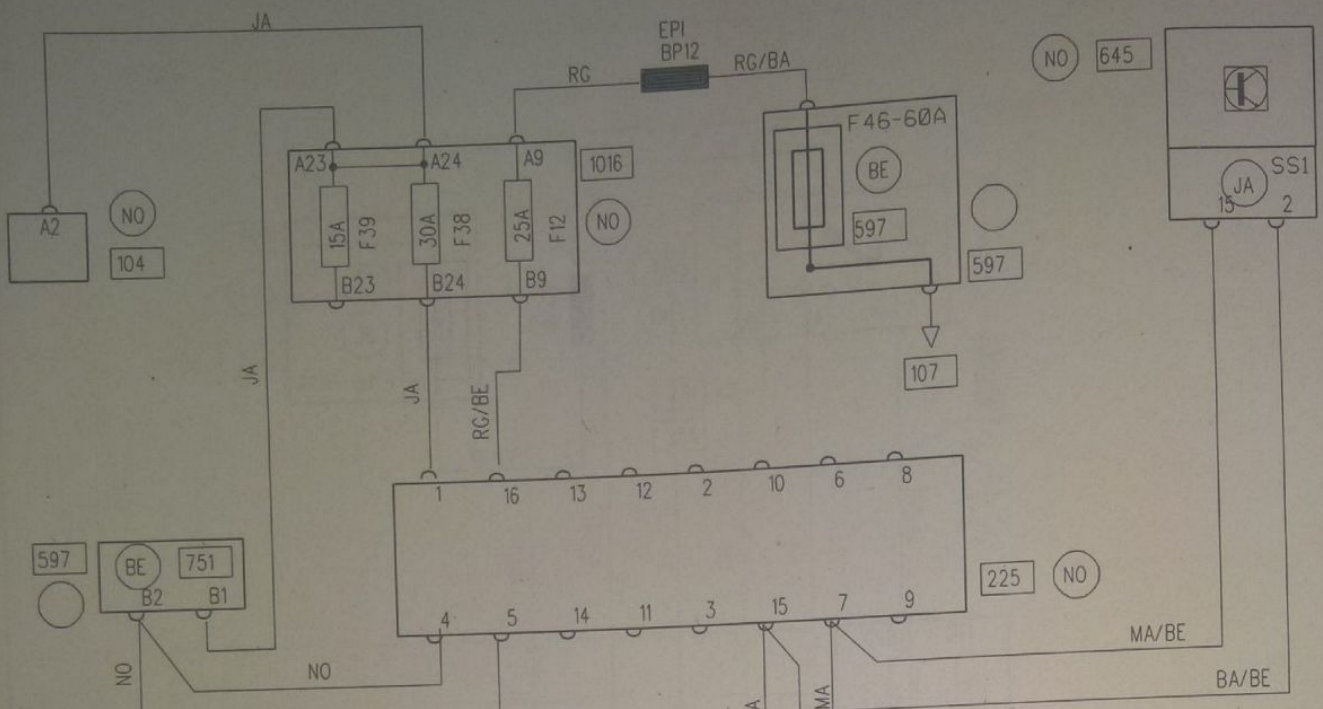 JA
EPI
BP12
RG
RG/BA
NO
645
F46-60A
A23
A24
A9
1016
BE
SS1
JA
A2
NO
15A
F39
30A
F38
25A
F12
NO
597
15
2
104
B23
B24
B9
597
JA
JA
RG/BE
107
1
16
13
12
2
10
6
8
597
BE
751
225
NO
B2
B1
4
5
14
11
3
15
7
9
MA/BE
NO
NO
BA/BE
MA